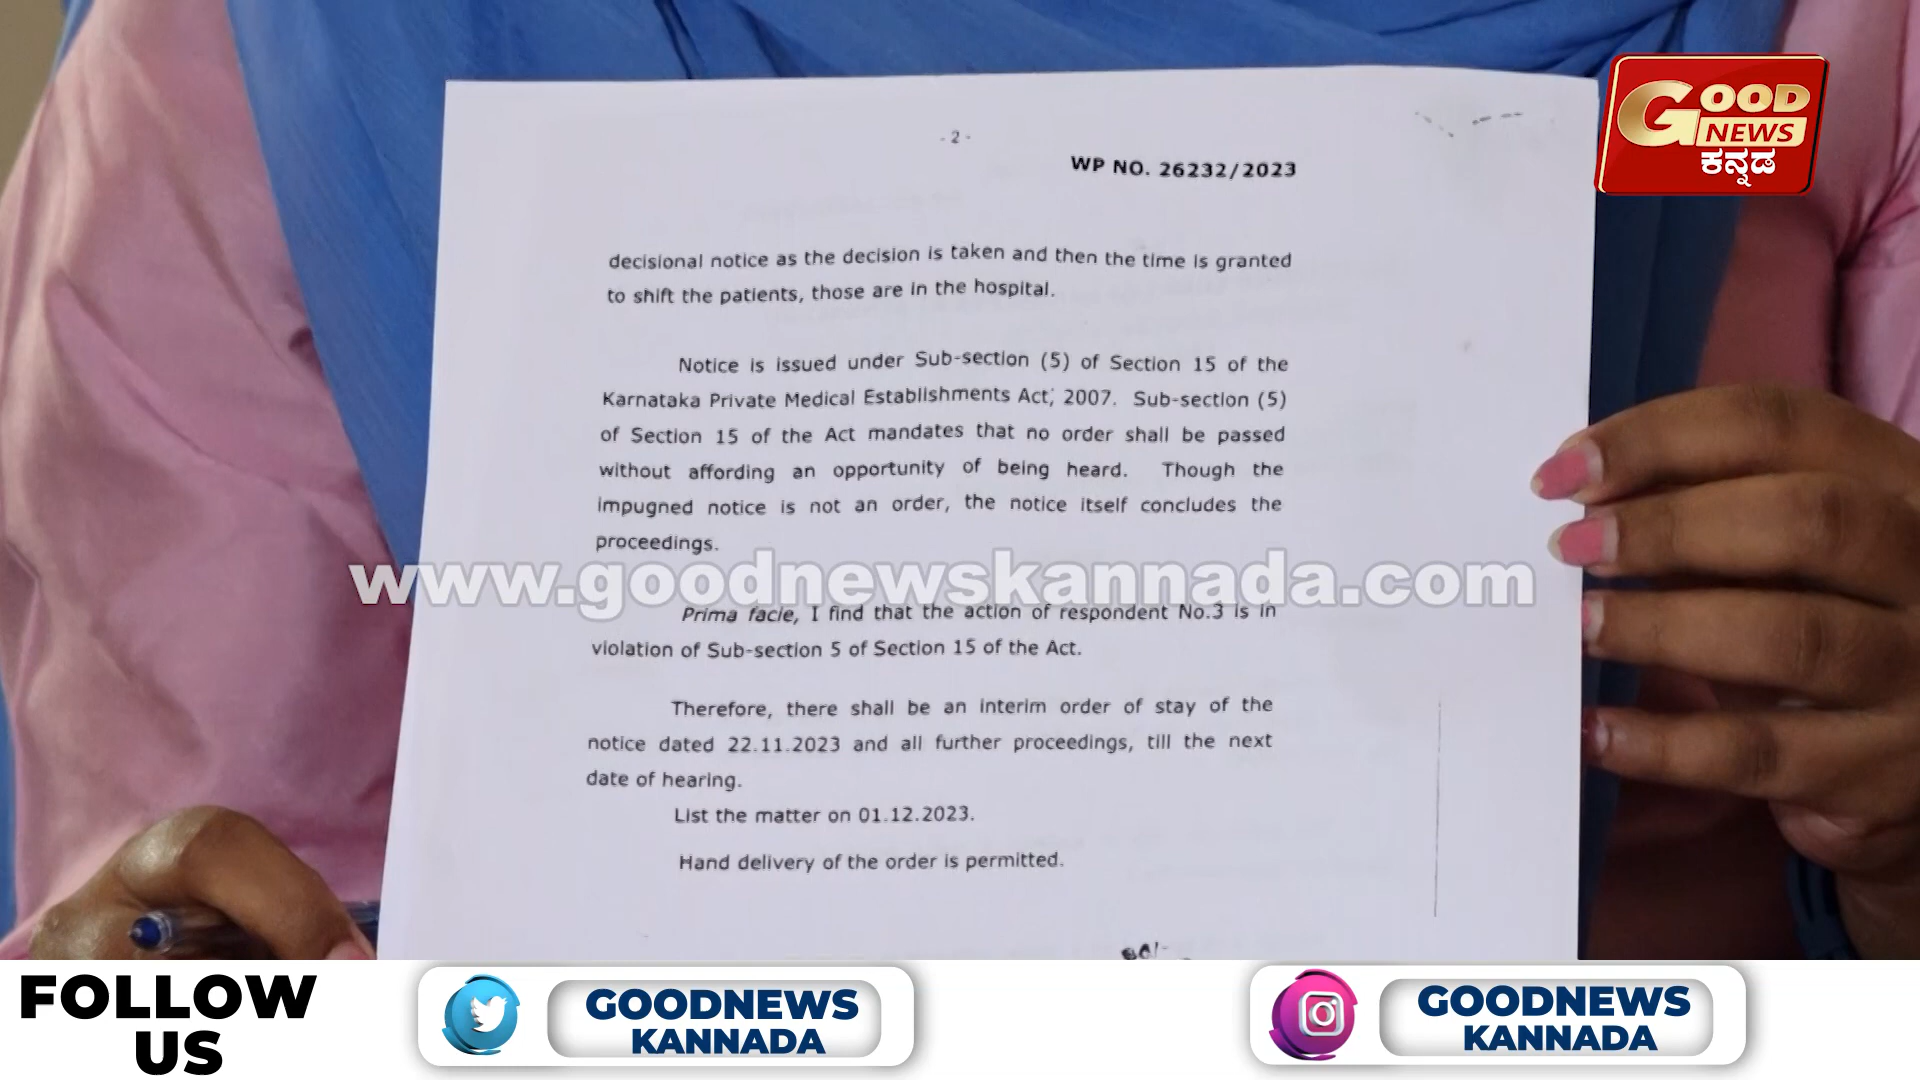 GOOD
NEWS
ಕನ್ನಡ
- 2 -
WP NO. 26232/2023
decisional notice as the decision is taken and then the time is granted
to shift the patients, those are in the hospital.
Notice is issued under Sub-section (5) of Section 15 of the
Karnataka Private Medical Establishments Act, 2007. Sub-section (5)
of Section 15 of the Act mandates that no order shall be passed
without affording an opportunity of being heard. Though the
impugned notice is not an order, the notice itself concludes the
proceedings.
www.goodnewskannada.com
Prima facie, I find that the action of respondent No.3 is in
violation of Sub-section 5 of Section 15 of the Act.
Therefore, there shall be an interim order of stay of the
notice dated 22.11.2023 and all further proceedings, till the next
date of hearing.
List the matter on 01.12.2023.
Hand delivery of the order is permitted.
FOLLOW
US
GOODNEWS
KANNADA
GOODNEWS
KANNADA